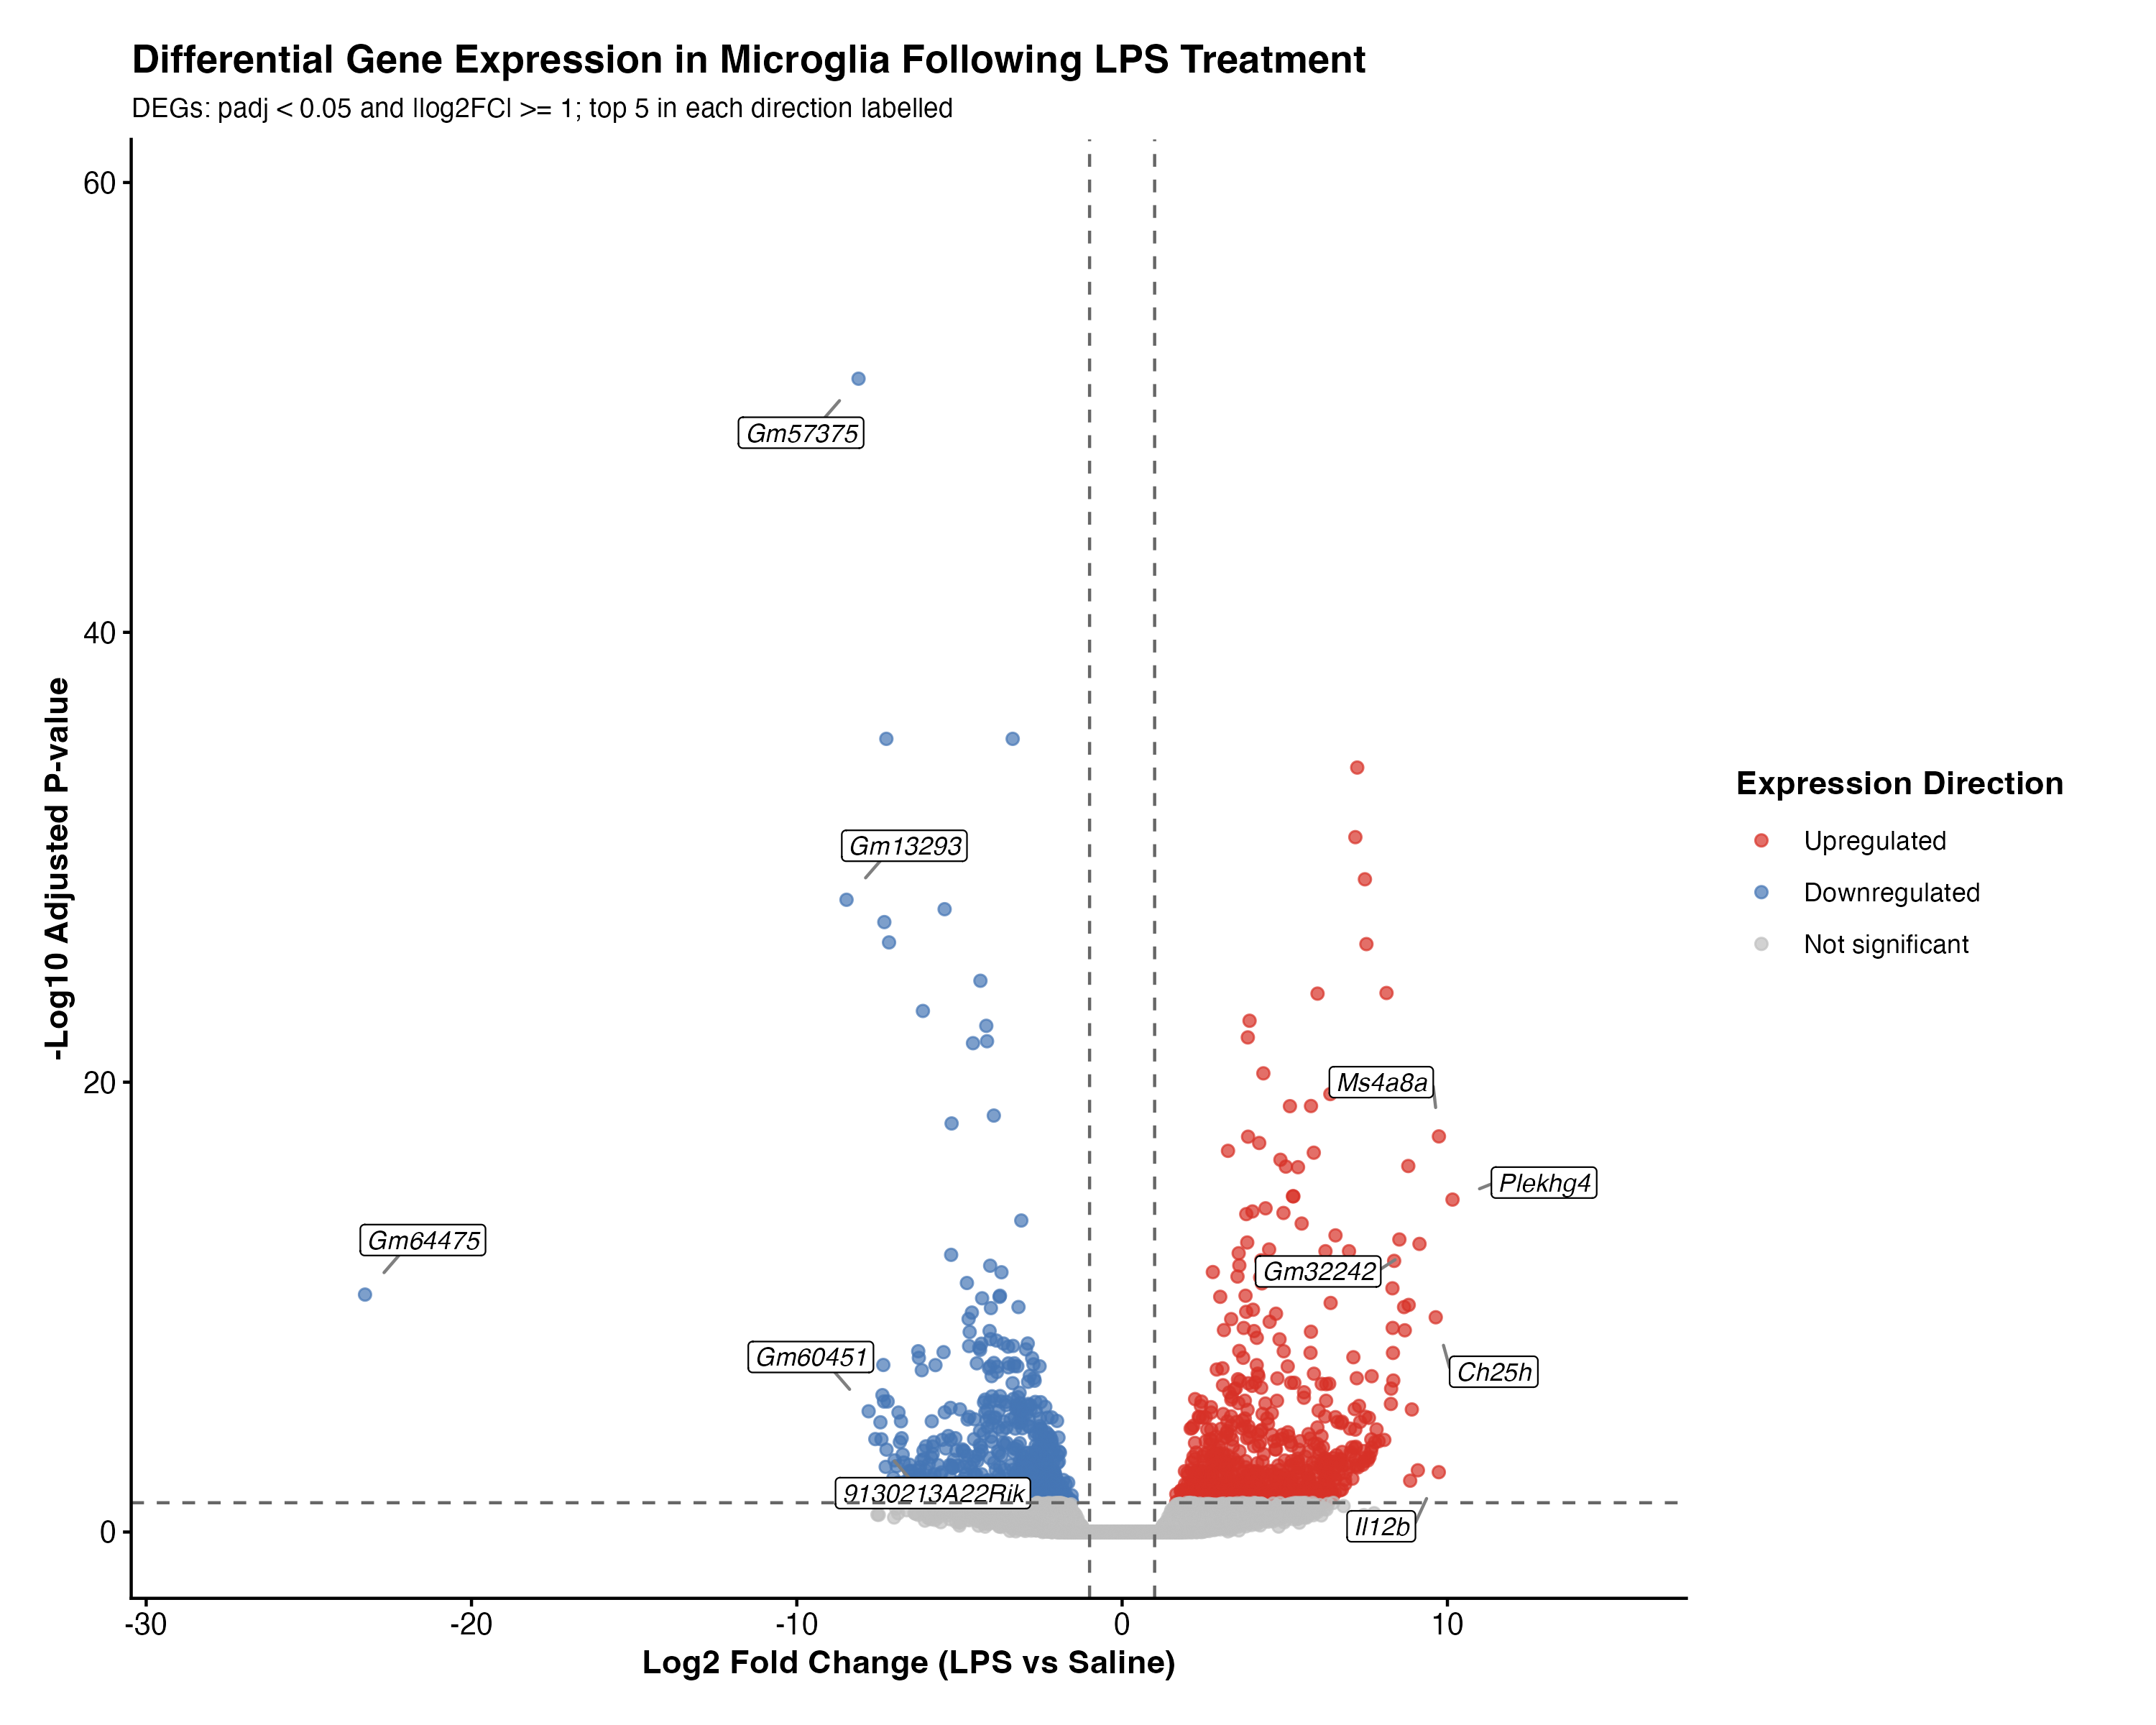 Differential Gene Expression in Microglia Following LPS Treatment
DEGs: padj < 0.05 and |log2FC| >= 1; top 5 in each direction labelled
60
40
20
0
-Log10 Adjusted P-value
Gm57375
Gm13293
Ms4a8a
Plekhg4
Gm64475
Gm32242
Gm60451
Ch25h
9130213A22Rik
Il12b
-30
-20
-10
0
10
Log2 Fold Change (LPS vs Saline)
Expression Direction
Upregulated
Downregulated
Not significant